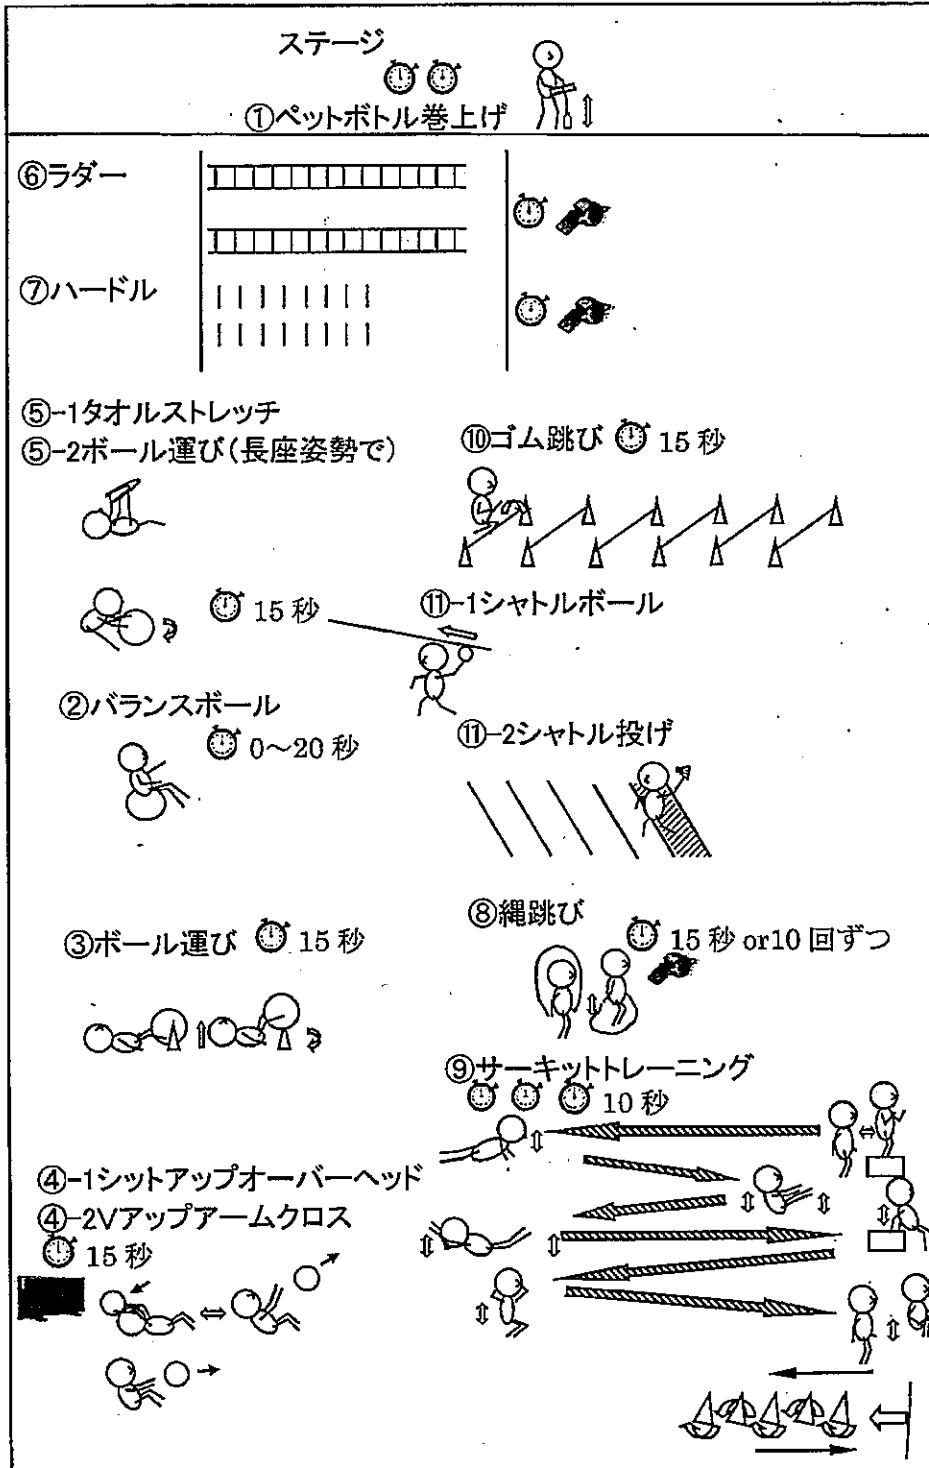 ステージ
①ペットボトル巻上げ
⑥ラダー
⑦ハードル
⑤-1タオルストレッチ
⑤-2ボール運び(長座姿勢で)
15秒
⑩ゴム跳び 15秒
⑪-1シャトルボール
②バランスボール
0~20秒
⑪-2シャトル投げ
③ボール運び 15秒
⑧縄跳び
15秒 or10回ずつ
⑨サーキットトレーニング
10秒
④-1シットアップオーバーヘッド
④-2Vアップアームクロス
15秒